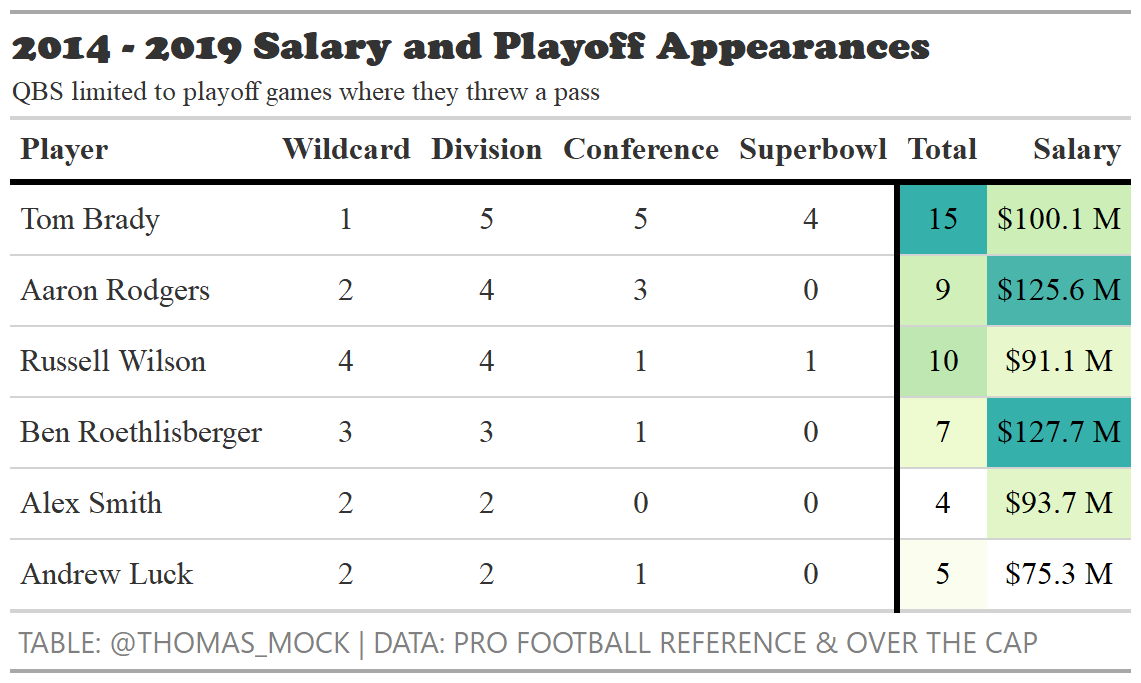 2014 - 2019 Salary and Playoff Appearances
QBS limited to playoff games where they threw a pass
Player Wildcard Division Conference Superbowl Total Salary
Tom Brady 1 5 5 4 15 $100.1 M
Aaron Rodgers 2 4 3 0 9 $125.6 M
Russell Wilson 4 4 1 1 10 $91.1 M
Ben Roethlisberger 3 3 1 0 7 $127.7 M
Alex Smith 2 2 0 0 4 $93.7 M
Andrew Luck 2 2 1 0 5 $75.3 M
TABLE: @THOMAS_MOCK | DATA: PRO FOOTBALL REFERENCE & OVER THE CAP